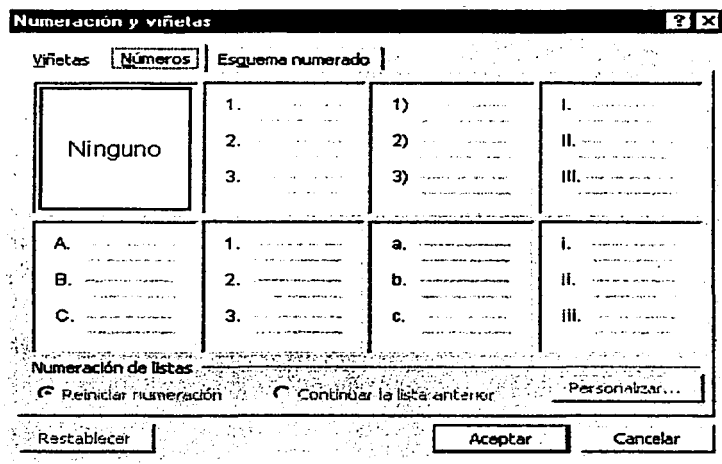 Numeración y viñetas
Viñetas Números Esquema numerado
Ninguno
1.
2.
3.
1)
2)
3)
I.
II.
III.
A.
B.
C.
1.
2.
3.
a.
b.
c.
i.
ii.
iii.
Numeración de listas
Reiniciar numeración Continuar la lista anterior Personalizar...
Restablecer Aceptar Cancelar